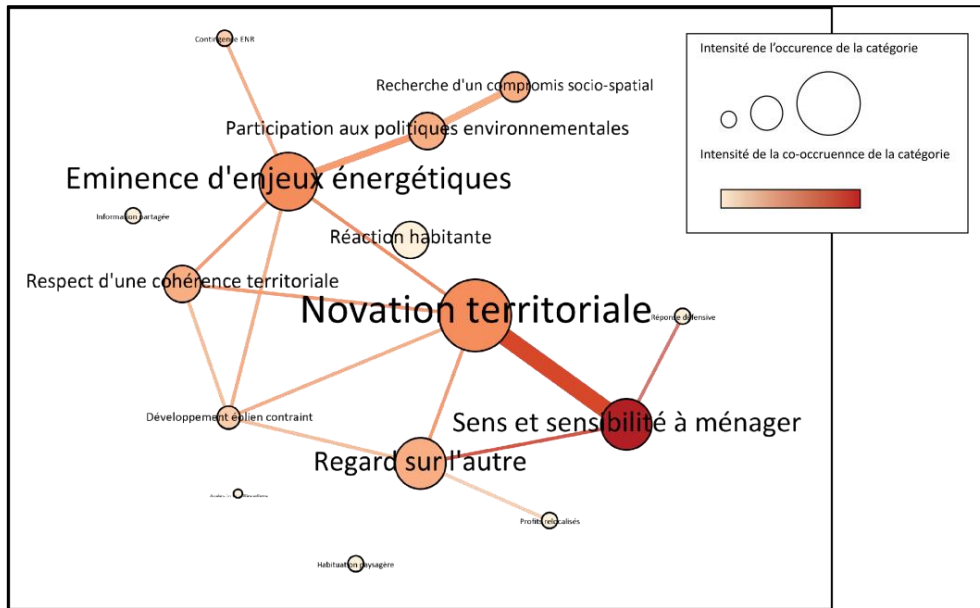 Contingence ENR
Recherche d'un compromis socio-spatial
Participation aux politiques environnementales
Eminence d'enjeux énergétiques
Information partagée
Réaction habitante
Respect d'une cohérence territoriale
Novation territoriale
Réponse défensive
Développement éolien contraint
Sens et sensibilité à ménager
Regard sur l'autre
Profits relocalisés
Habituation paysagère
Intensité de l'occurence de la catégorie
Intensité de la co-occruennce de la catégorie